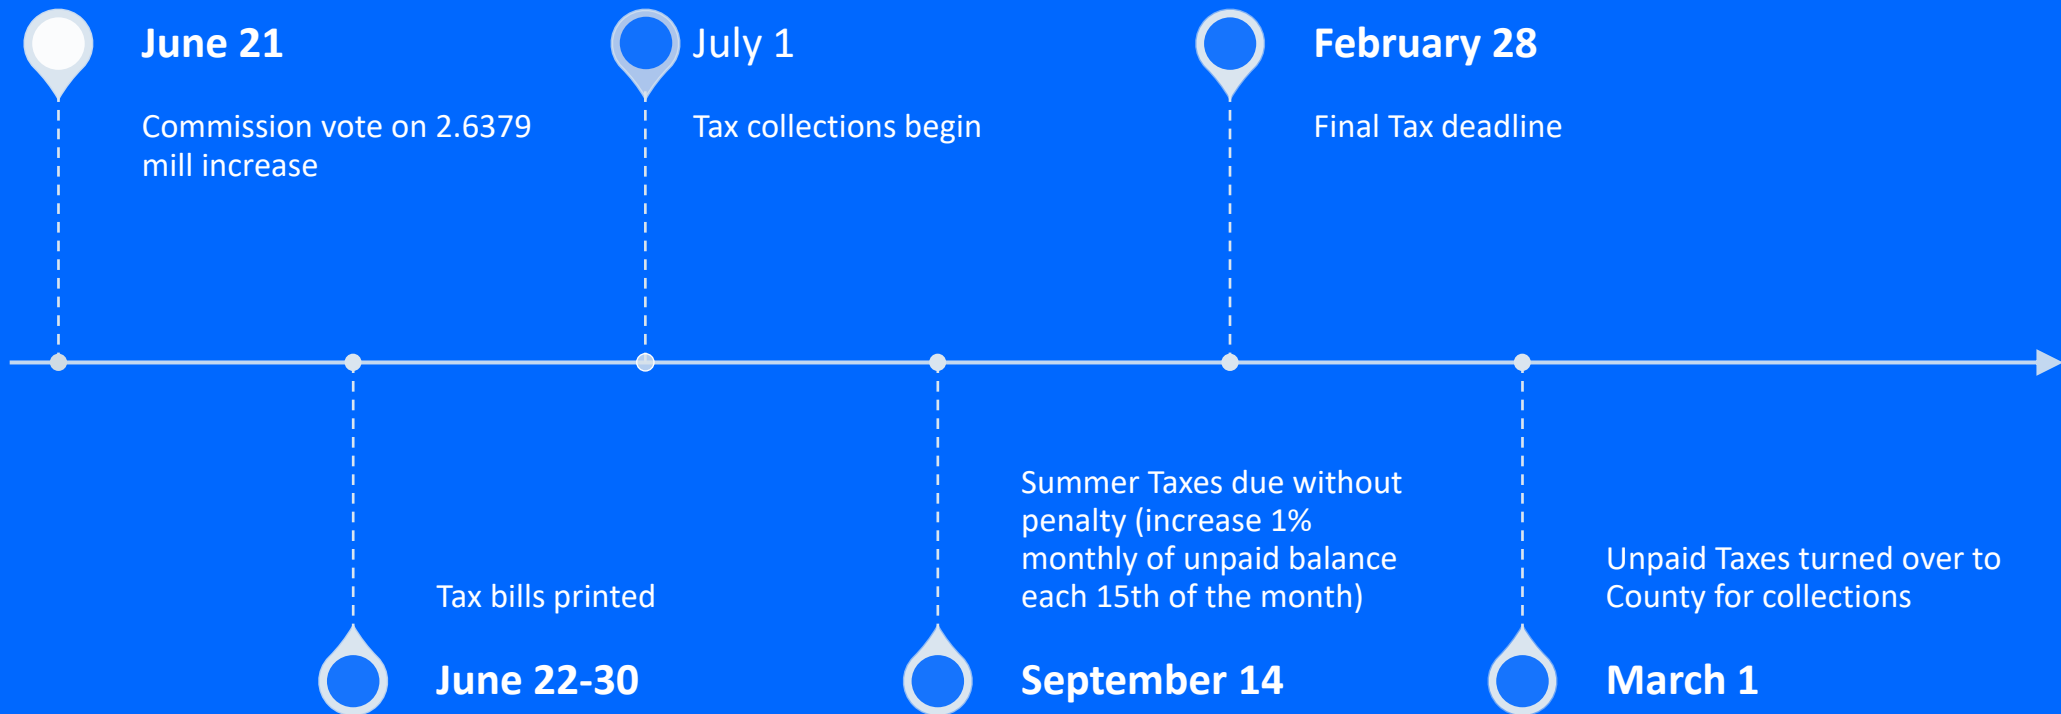 June 21
Commission vote on 2.6379
mill increase
Tax bills printed
June 22-30
July 1
Tax collections begin
Summer Taxes due without
penalty (increase 1%
monthly of unpaid balance
each 15th of the month)
September 14
February 28
Final Tax deadline
Unpaid Taxes turned over to
County for collections
March 1